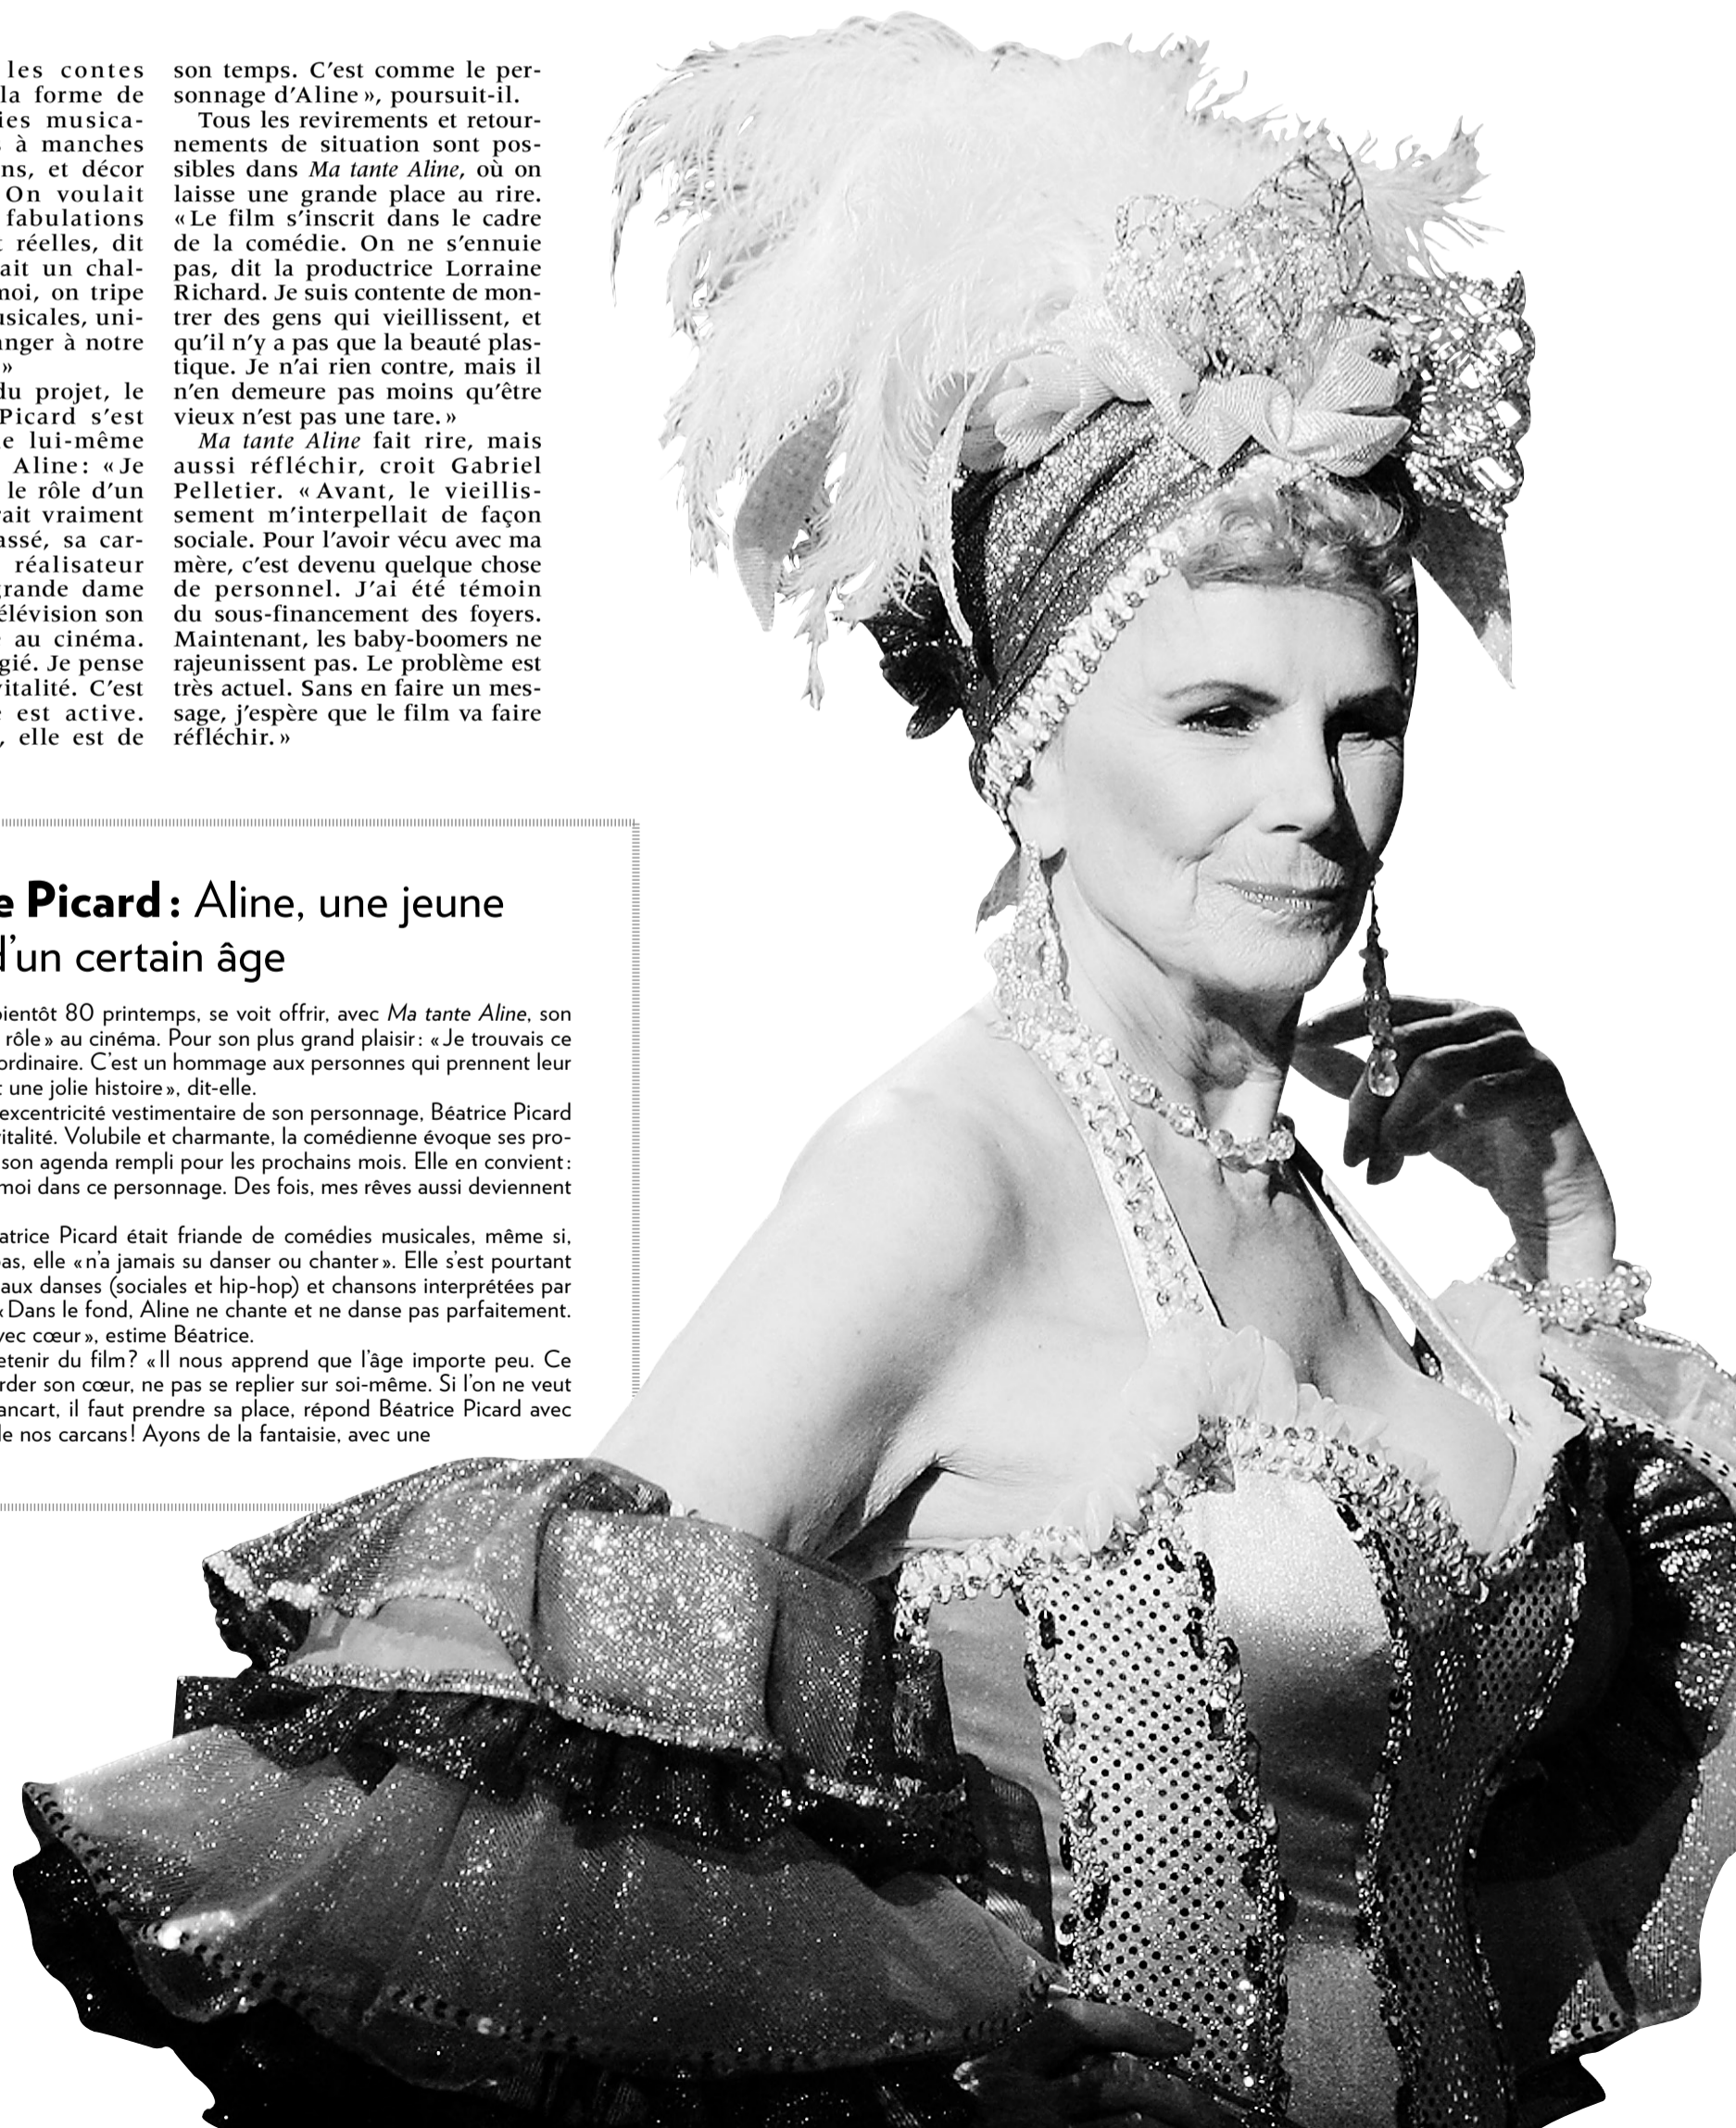 les contes
la forme de
ies musica-
à manches
ns, et décor
On voulait
fabulations
t réelles, dit
ait un chal-
moi, on tripe
usicales, uni-
anger à notre
»
du projet, le
Picard s'est
e lui-même
Aline: «Je
le rôle d'un
rait vraiment
assé, sa car-
réalisateur
grande dame
élévision son
au cinéma.
gié. Je pense
vitalité. C'est
e est active.
, elle est de
son temps. C'est comme le per-
sonnage d'Aline», poursuit-il.
Tous les revirements et retour-
nements de situation sont pos-
sibles dans Ma tante Aline, où on
laisse une grande place au rire.
«Le film s'inscrit dans le cadre
de la comédie. On ne s'ennuie
pas, dit la productrice Lorraine
Richard. Je suis contente de mon-
trer des gens qui vieillissent, et
qu'il n'y a pas que la beauté plas-
tique. Je n'ai rien contre, mais il
n'en demeure pas moins qu'être
vieux n'est pas une tare.»
Ma tante Aline fait rire, mais
aussi réfléchir, croit Gabriel
Pelletier. «Avant, le vieillis-
sement m'interpellait de façon
sociale. Pour l'avoir vécu avec ma
mère, c'est devenu quelque chose
de personnel. J'ai été témoin
du sous-financement des foyers.
Maintenant, les baby-boomers ne
rajeunissent pas. Le problème est
très actuel. Sans en faire un mes-
sage, j'espère que le film va faire
réfléchir.»
e Picard: Aline, une jeune
d'un certain âge
bientôt 80 printemps, se voit offrir, avec Ma tante Aline, son
rôle» au cinéma. Pour son plus grand plaisir: «Je trouvais ce
ordinaire. C'est un hommage aux personnes qui prennent leur
t une jolie histoire», dit-elle.
excentricité vestimentaire de son personnage, Béatrice Picard
vitalité. Volubile et charmante, la comédienne évoque ses pro-
son agenda rempli pour les prochains mois. Elle en convient:
moi dans ce personnage. Des fois, mes rêves aussi deviennent
atrice Picard était friande de comédies musicales, même si,
pas, elle «n'a jamais su danser ou chanter». Elle s'est pourtant
aux danses (sociales et hip-hop) et chansons interprétées par
«Dans le fond, Aline ne chante et ne danse pas parfaitement.
vec cœur», estime Béatrice.
etenir du film? «Il nous apprend que l'âge importe peu. Ce
rder son cœur, ne pas se replier sur soi-même. Si l'on ne veut
ancart, il faut prendre sa place, répond Béatrice Picard avec
de nos carcans! Ayons de la fantaisie, avec une